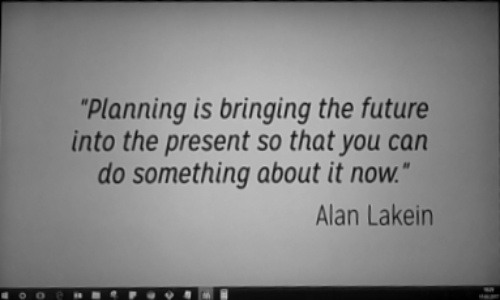 "Planning is bringing the future
into the present so that you can
do something about it now."
Alan Lakein